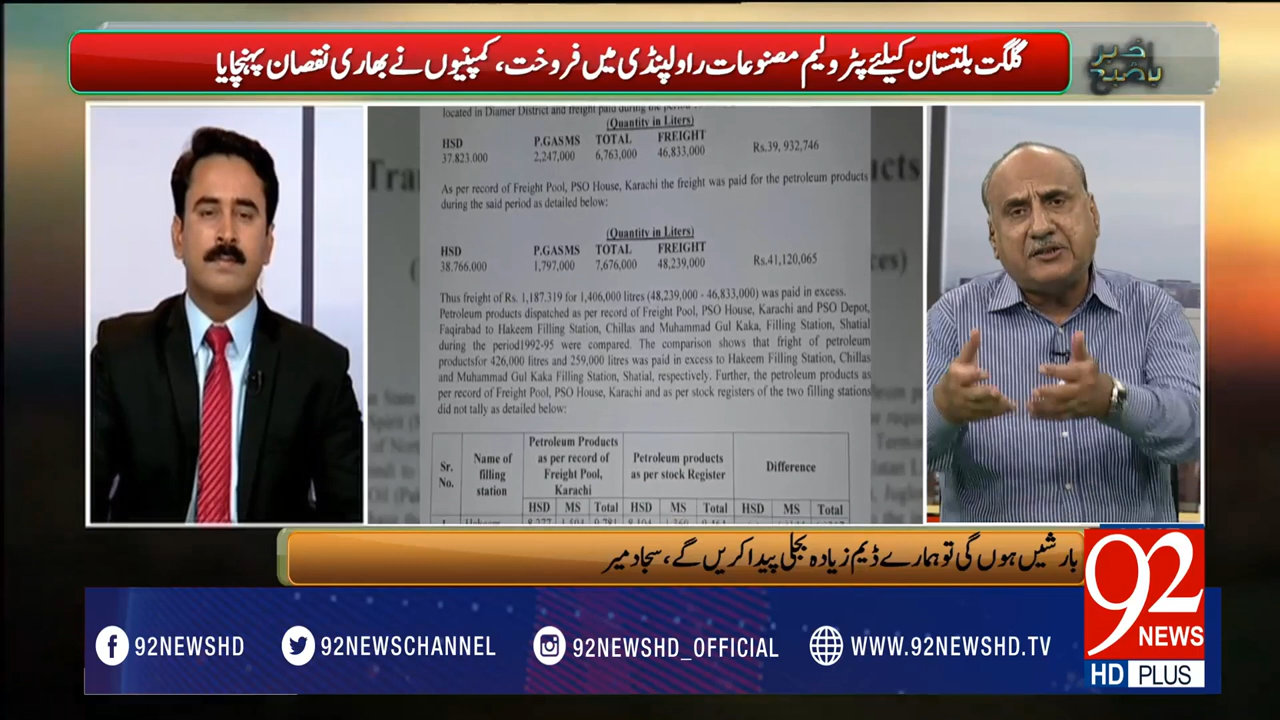 گلگت بلتستان کیلئے پٹرولیم مصنوعات راولپنڈی میں فروخت، کمپنیوں نے بھاری نقصان پہنچایا
located in Diamer District and freight paid during the
(Quantity in Liters)
HSD P.GASMS TOTAL FREIGHT
37.823.000 2,247,000 6,763,000 46,833,000 Rs.39, 932,746
As per record of Freight Pool, PSO House, Karachi the freight was paid for the petroleum products
during the said period as detailed below:
(Quantity in Liters)
HSD P.GASMS TOTAL FREIGHT
38.766.000 1,797,000 7,676,000 48,239,000 Rs.41,120,065
Thus freight of Rs. 1,187.319 for 1,406,000 litres (48,239,000 - 46,833,000) was paid in excess.
Petroleum products dispatched as per record of Freight Pool, PSO House, Karachi and PSO Depot,
Faqirabad to Hakeem Filling Station, Chillas and Muhammad Gul Kaka, Filling Station, Shatial
during the period1992-95 were compared. The comparison shows that fright of petroleum
productsfor 426,000 litres and 259,000 litres was paid in excess to Hakeem Filling Station, Chillas
and Muhammad Gul Kaka Filling Station, Shatial, respectively. Further, the petroleum products as
per record of Freight Pool, PSO House, Karachi and as per stock registers of the two filling stations
did not tally as detailed below:
Sr. No. Name of filling station Petroleum Products as per record of Freight Pool, Karachi Petroleum products as per stock Register Difference
HSD MS Total HSD MS Total HSD MS Total
بارشیں ہوں گی تو ہمارے ڈیم زیادہ بجلی پیدا کریں گے، سجاد میر
92 NEWS
HD PLUS
92NEWSHD 92NEWSCHANNEL 92NEWSHD_OFFICIAL WWW.92NEWSHD.TV